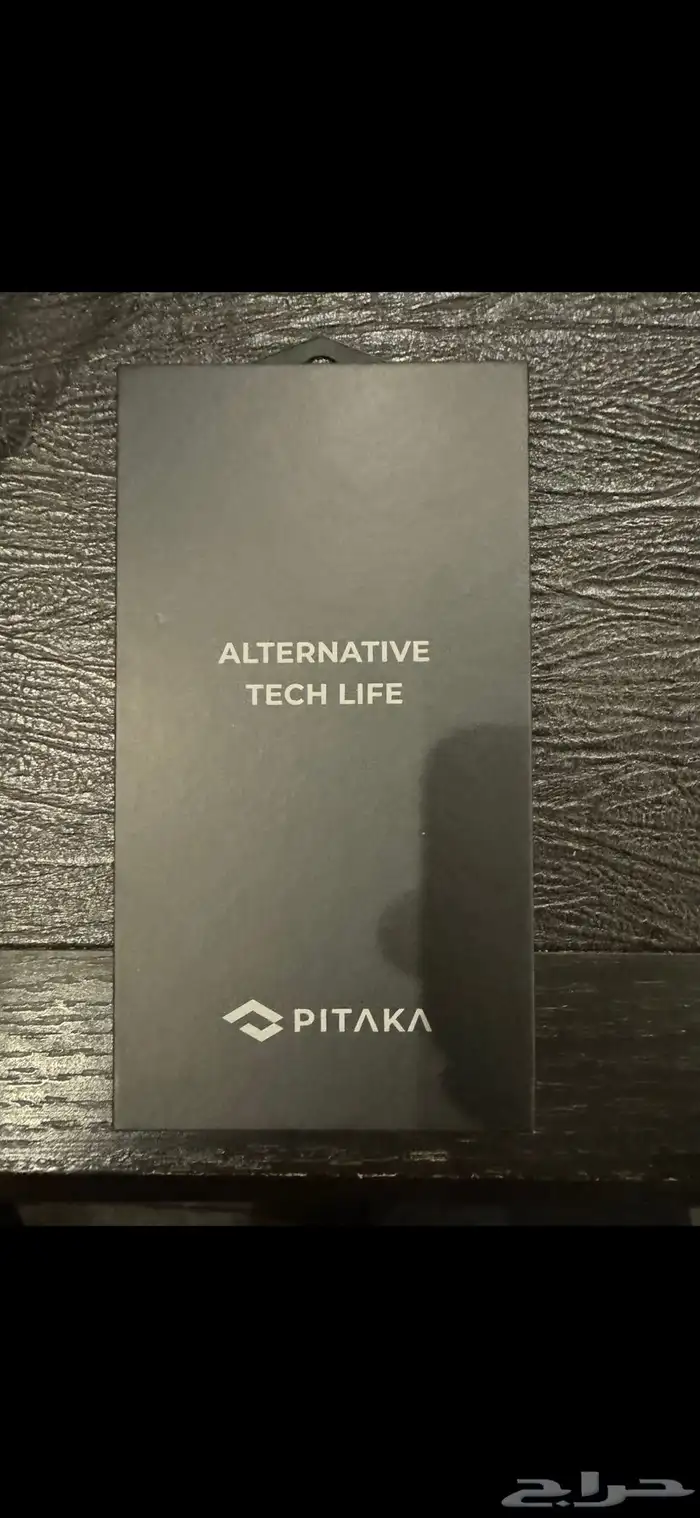 ALTERNATIVE
TECH LIFE
PITAKA
حراج